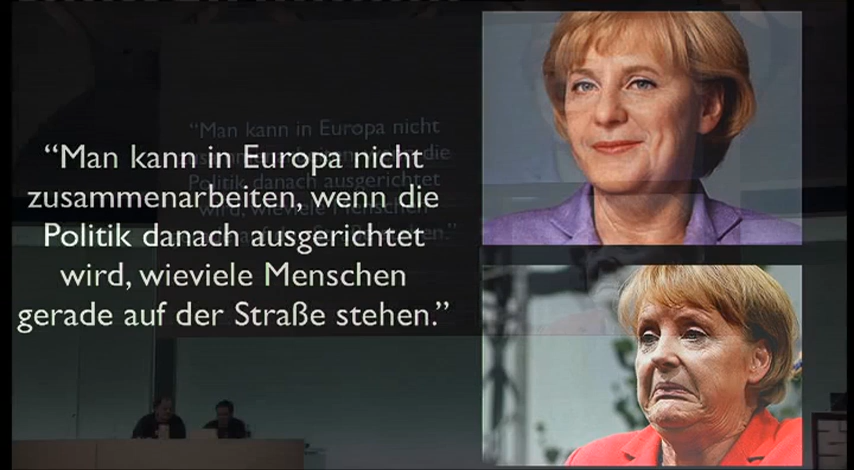 “Man kann in Europa nicht
zusammenarbeiten, wenn die
Politik danach ausgerichtet
wird, wieviele Menschen
gerade auf der Straße stehen.”